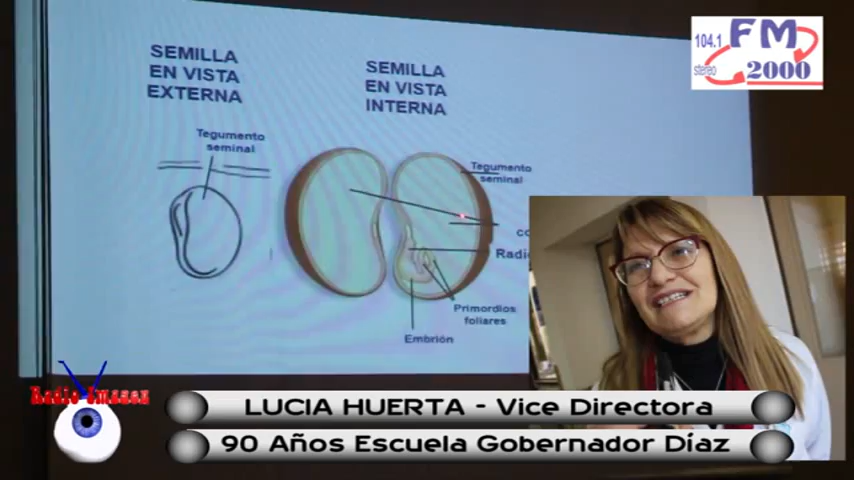 SEMILLA
EN VISTA
EXTERNA
SEMILLA
EN VISTA
INTERNA
Tegumento
seminal
Tegumento
seminal
Primordios
foliares
Embrión
104.1 FM
stereo 2000
Radio Imagen
LUCIA HUERTA - Vice Directora
90 Años Escuela Gobernador Díaz